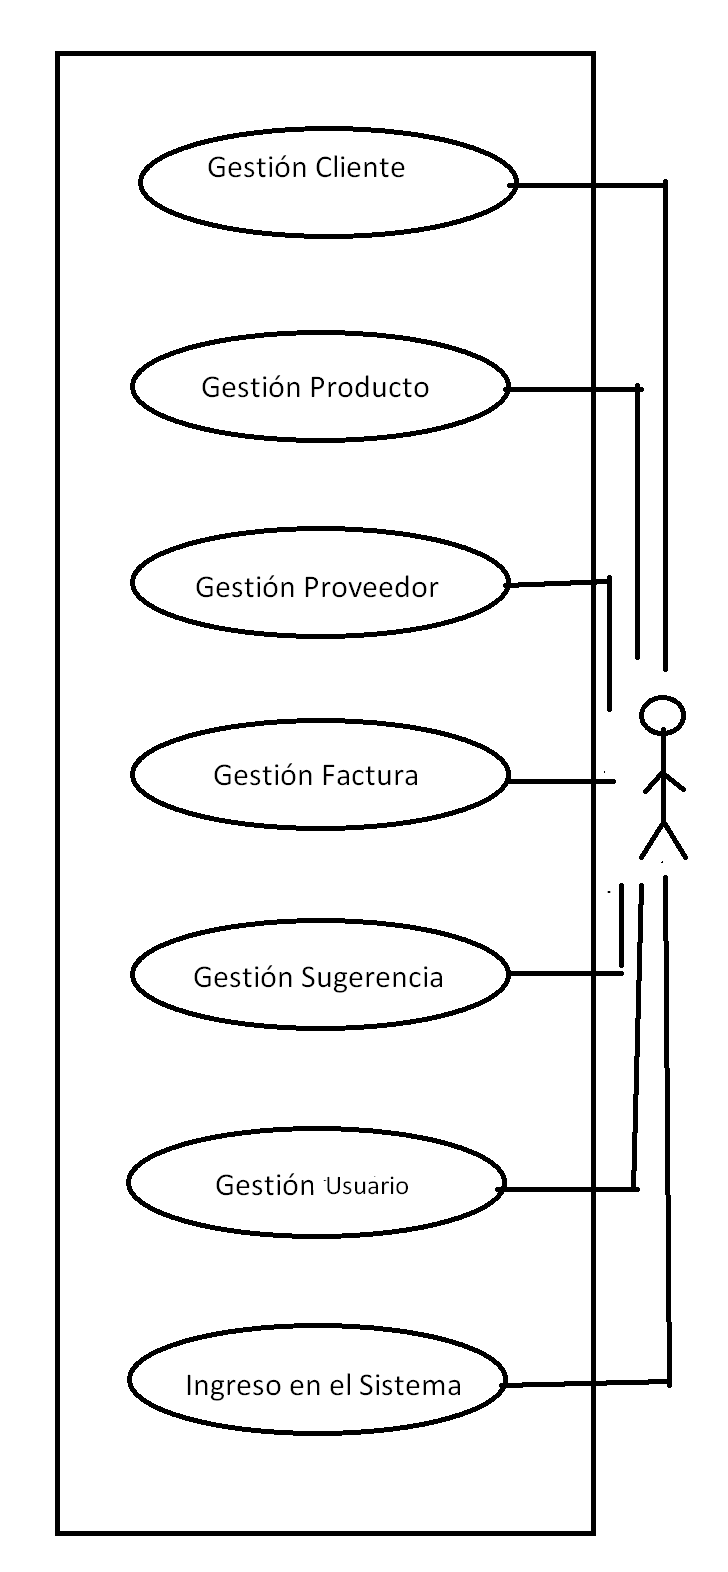 Gestión Cliente
Gestión Producto
Gestión Proveedor
Gestión Factura
Gestión Sugerencia
Gestión Usuario
Ingreso en el Sistema